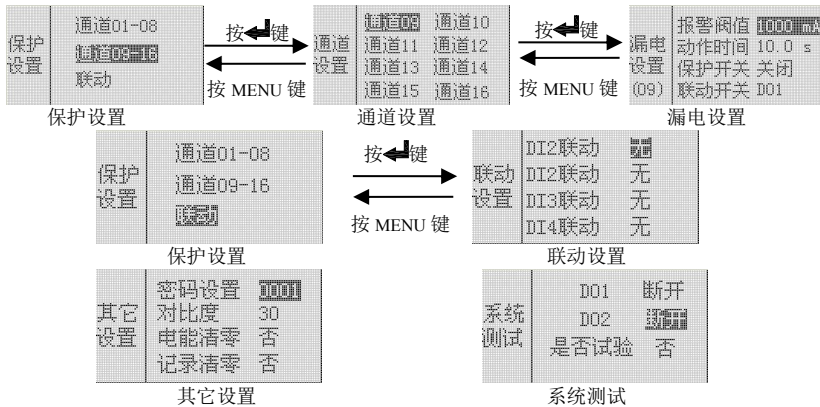 保护设置
通道01-08
通道09-16
联动
按键
按 MENU 键
通道设置
通道09 通道10
通道11 通道12
通道13 通道14
通道15 通道16
按键
按 MENU 键
漏电设置(09)
报警阀值 1000 mA
动作时间 10.0 s
保护开关 关闭
联动开关 DO1
保护设置
通道设置
漏电设置
保护设置
通道01-08
通道09-16
联动
按键
按 MENU 键
联动设置
DI2联动 无
DI2联动 无
DI3联动 无
DI4联动 无
保护设置
联动设置
其它设置
密码设置 0001
对比度 30
电能清零 否
记录清零 否
系统测试
DO1 断开
DO2 断开
是否试验 否
其它设置
系统测试